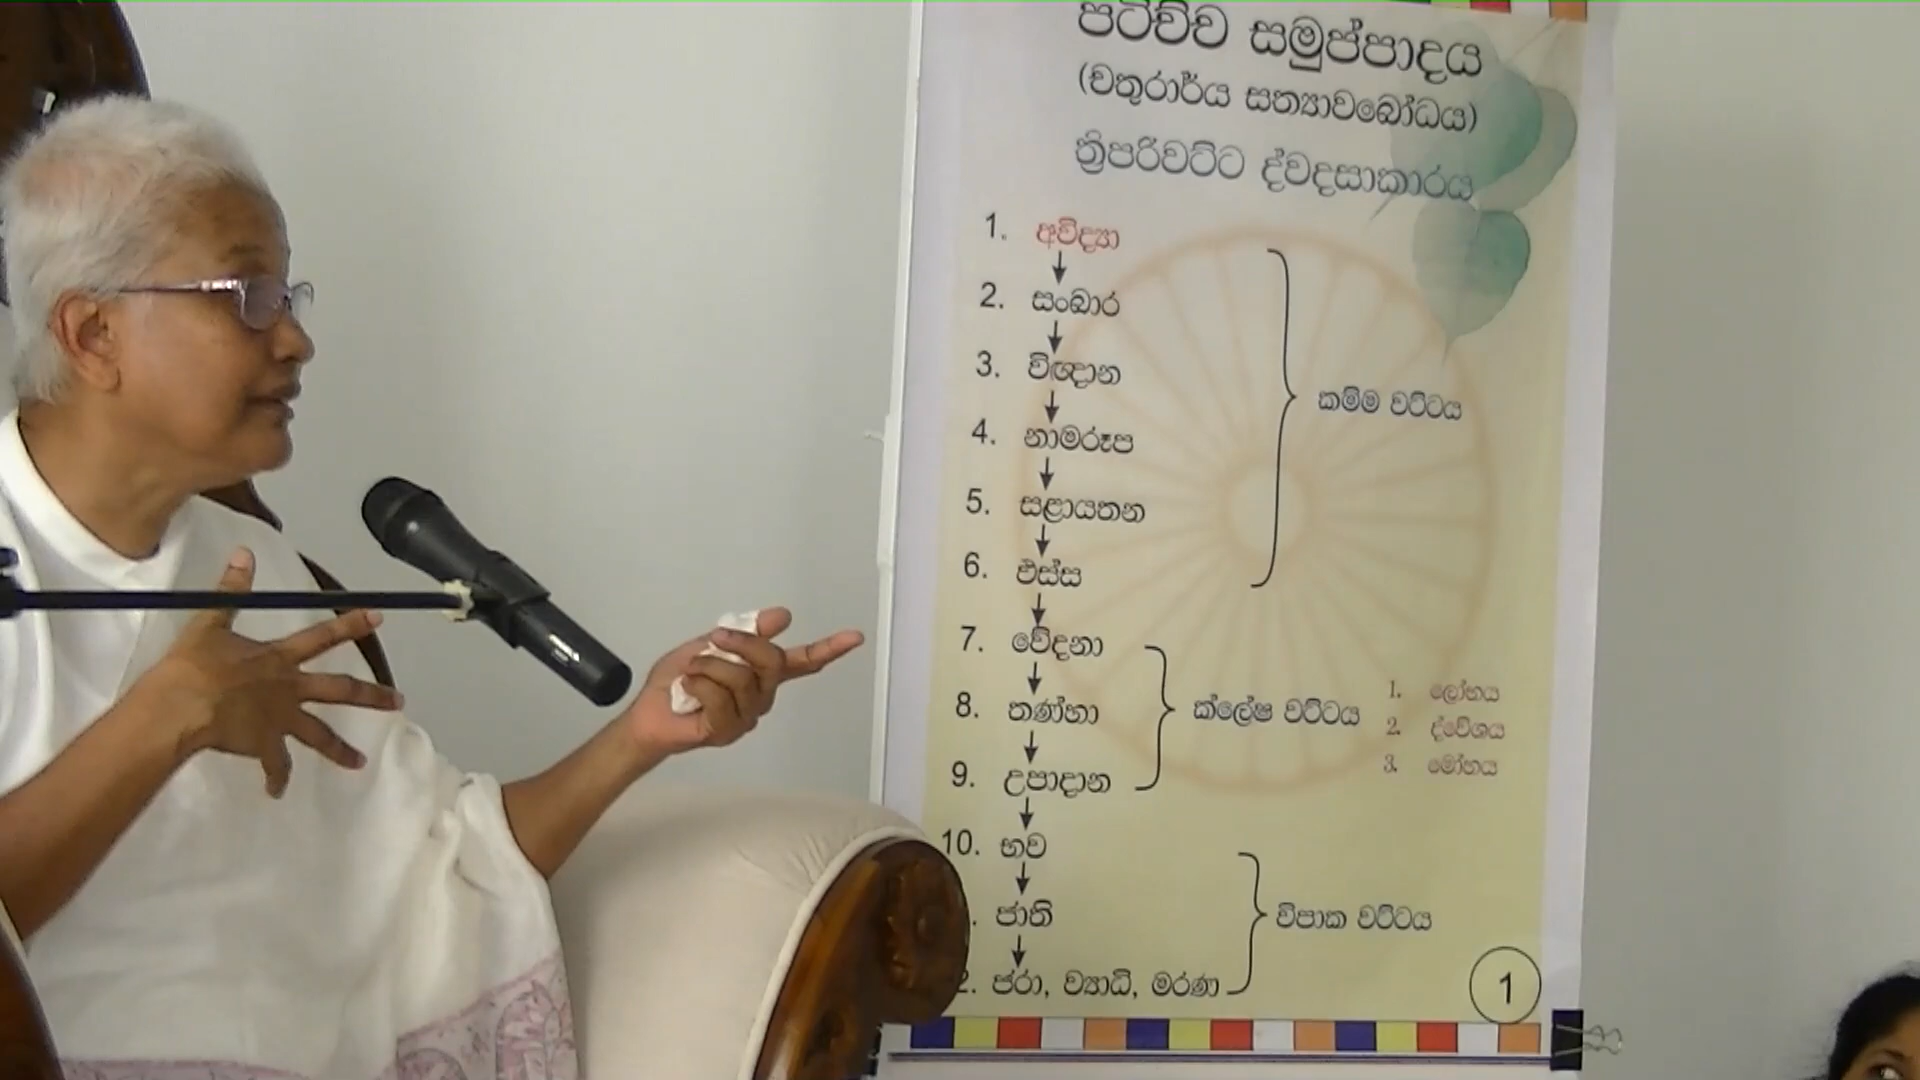 පටිච්ච සමුප්පාදය
(චතුරාර්ය සත්‍යාවබෝධය)
ත්‍රිපරිවට්ට ද්වදසාකාරය
1. අවිද්‍යා
2. සංඛාර
3. විඥාන
4. නාමරූප
5. සළායතන
6. ඵස්ස
කම්ම වට්ටය
7. වේදනා
8. තණ්හා
9. උපාදාන
ක්ලේෂ වට්ටය
1. ලෝභය
2. ද්වේශය
3. මෝහය
10. භව
. ජාති
2. ජරා, ව්‍යාධි, මරණ
විපාක වට්ටය
1